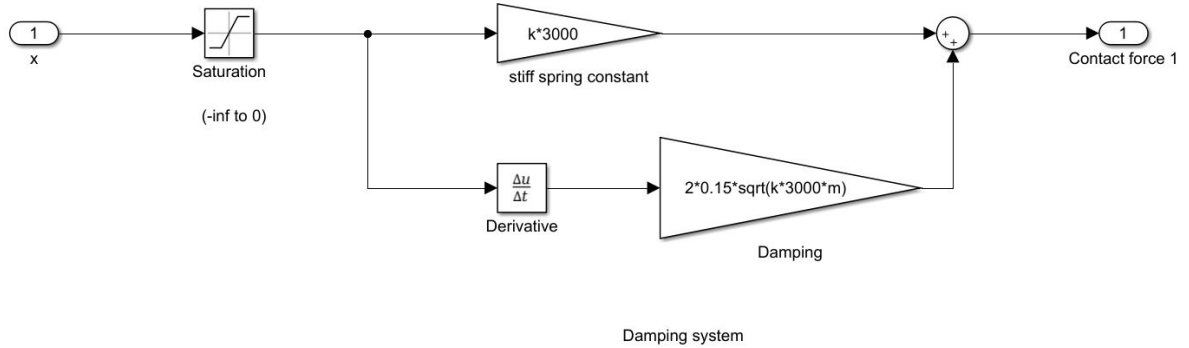 1
x
Saturation
(-inf to 0)
k*3000
stiff spring constant
Δu
Δt
Derivative
2*0.15*sqrt(k*3000*m)
Damping
+
+
1
Contact force 1
Damping system